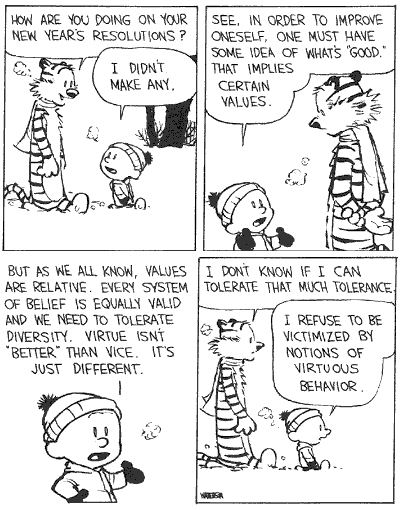 HOW ARE YOU DOING ON YOUR
NEW YEAR'S RESOLUTIONS?
I DIDN'T
MAKE ANY.
SEE, IN ORDER TO IMPROVE
ONESELF, ONE MUST HAVE
SOME IDEA OF WHAT'S "GOOD."
THAT IMPLIES
CERTAIN
VALUES.
BUT AS WE ALL KNOW, VALUES
ARE RELATIVE. EVERY SYSTEM
OF BELIEF IS EQUALLY VALID
AND WE NEED TO TOLERATE
DIVERSITY. VIRTUE ISN'T
"BETTER" THAN VICE. IT'S
JUST DIFFERENT.
I DON'T KNOW IF I CAN
TOLERATE THAT MUCH TOLERANCE.
I REFUSE TO BE
VICTIMIZED BY
NOTIONS OF
VIRTUOUS
BEHAVIOR.
WATTERSON